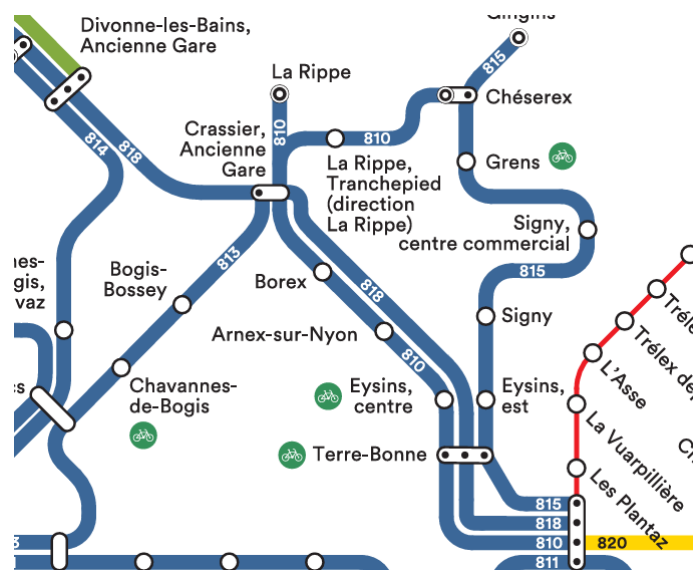 Gingins
Divonne-les-Bains,
Ancienne Gare
815
La Rippe
Chéserex
814
818
Crassier,
Ancienne
Gare
810
810
La Rippe,
Tranchepied
(direction
La Rippe)
Grens
Signy,
centre commercial
813
Bogis-
Bossey
Borex
818
815
Arnex-sur-Nyon
810
Signy
Chavannes-
de-Bogis
Eysins,
centre
Eysins,
est
Terre-Bonne
L'Asse
La Vuarpillière
Les Plantaz
815
818
810
820
811